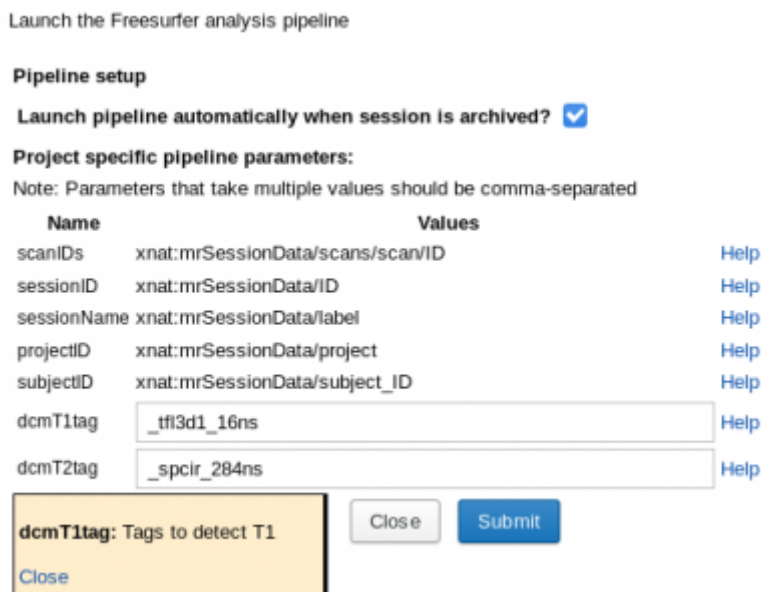 Launch the Freesurfer analysis pipeline
Pipeline setup
Launch pipeline automatically when session is archived?
Project specific pipeline parameters:
Note: Parameters that take multiple values should be comma-separated
Name Values
scanIDs xnat:mrSessionData/scans/scan/ID Help
sessionID xnat:mrSessionData/ID Help
sessionName xnat:mrSessionData/label Help
projectID xnat:mrSessionData/project Help
subjectID xnat:mrSessionData/subject_ID Help
dcmT1tag _tfl3d1_16ns Help
dcmT2tag _spcir_284ns Help
dcmT1tag: Tags to detect T1
Close
Close Submit